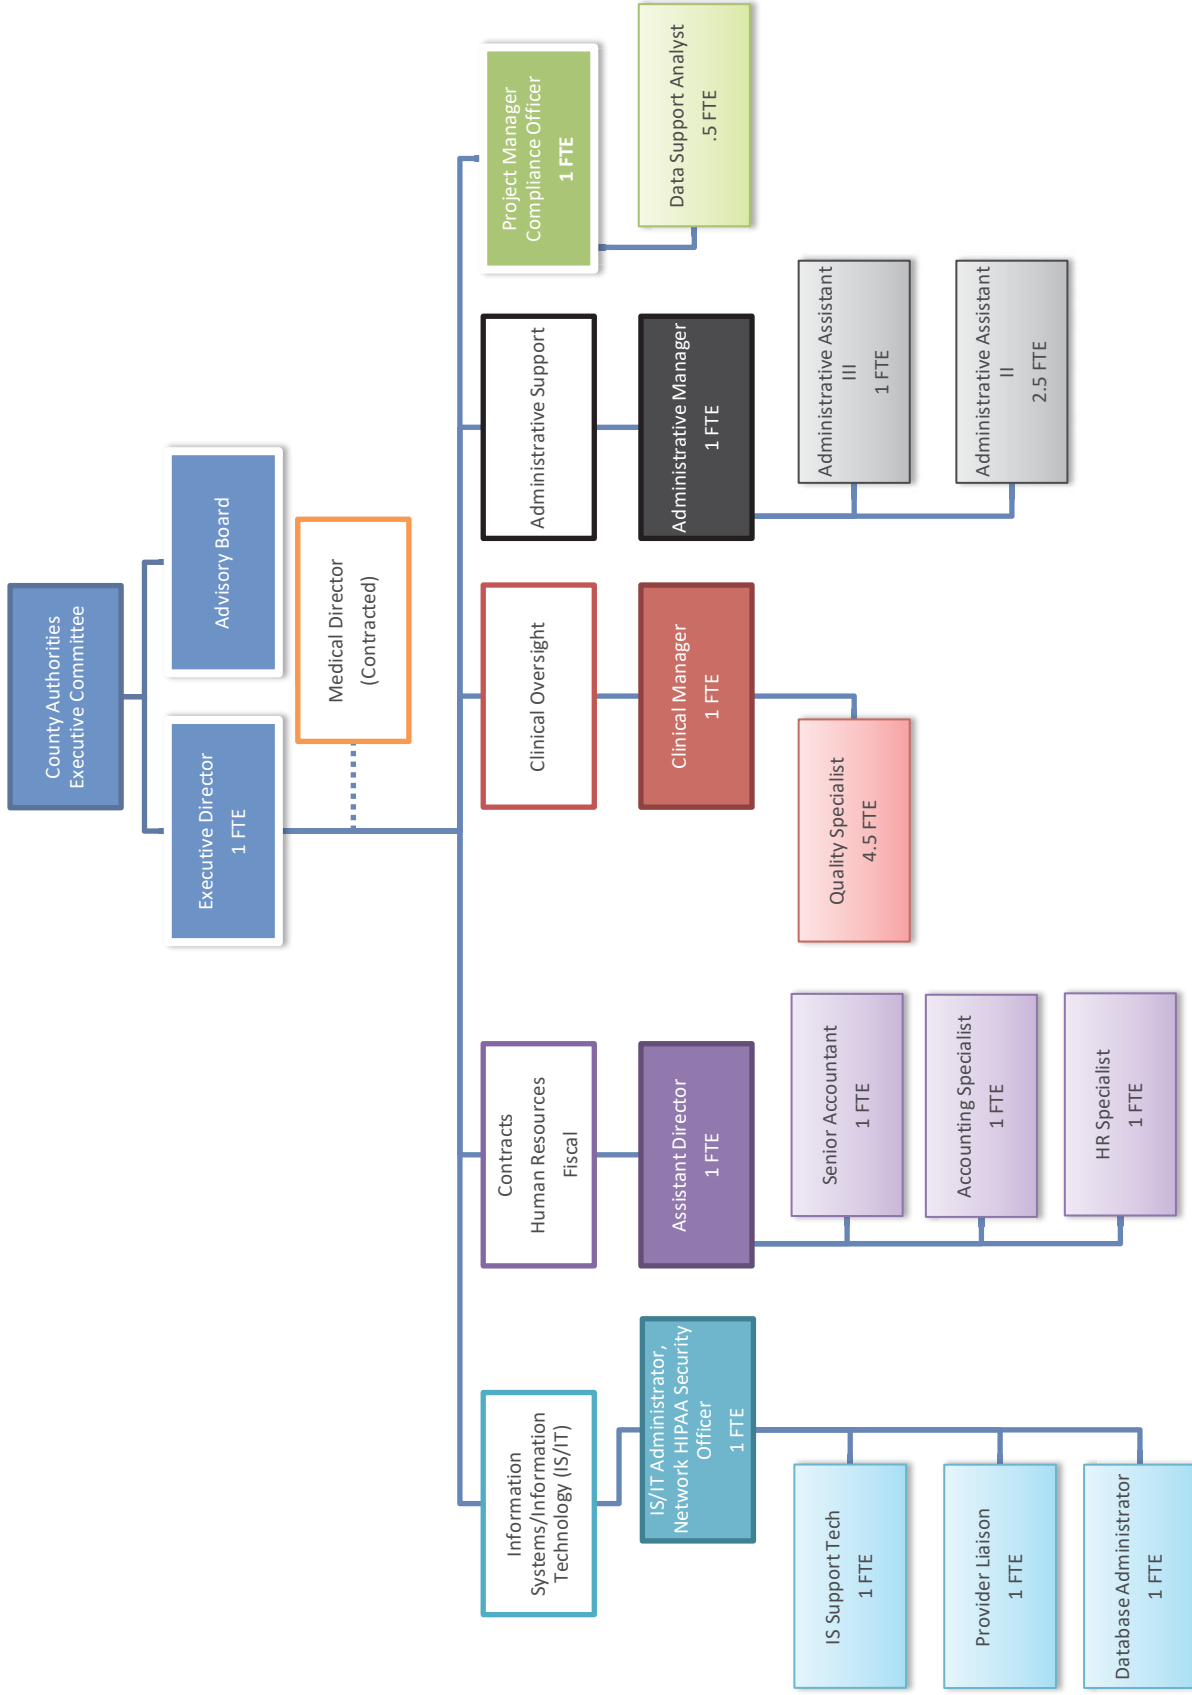 County Authorities
Executive Committee
Executive Director
1 FTE
Advisory Board
Medical Director
(Contracted)
Information
Systems/Information
Technology (IS/IT)
Contracts
Human Resources
Fiscal
Clinical Oversight
Administrative Support
Project Manager
Compliance Officer
1 FTE
IS/IT Administrator,
Network HIPAA Security
Officer
1 FTE
Assistant Director
1 FTE
Clinical Manager
1 FTE
Administrative Manager
1 FTE
Data Support Analyst
.5 FTE
IS Support Tech
1 FTE
Provider Liaison
1 FTE
Database Administrator
1 FTE
Senior Accountant
1 FTE
Accounting Specialist
1 FTE
HR Specialist
1 FTE
Quality Specialist
4.5 FTE
Administrative Assistant
III
1 FTE
Administrative Assistant
II
2.5 FTE